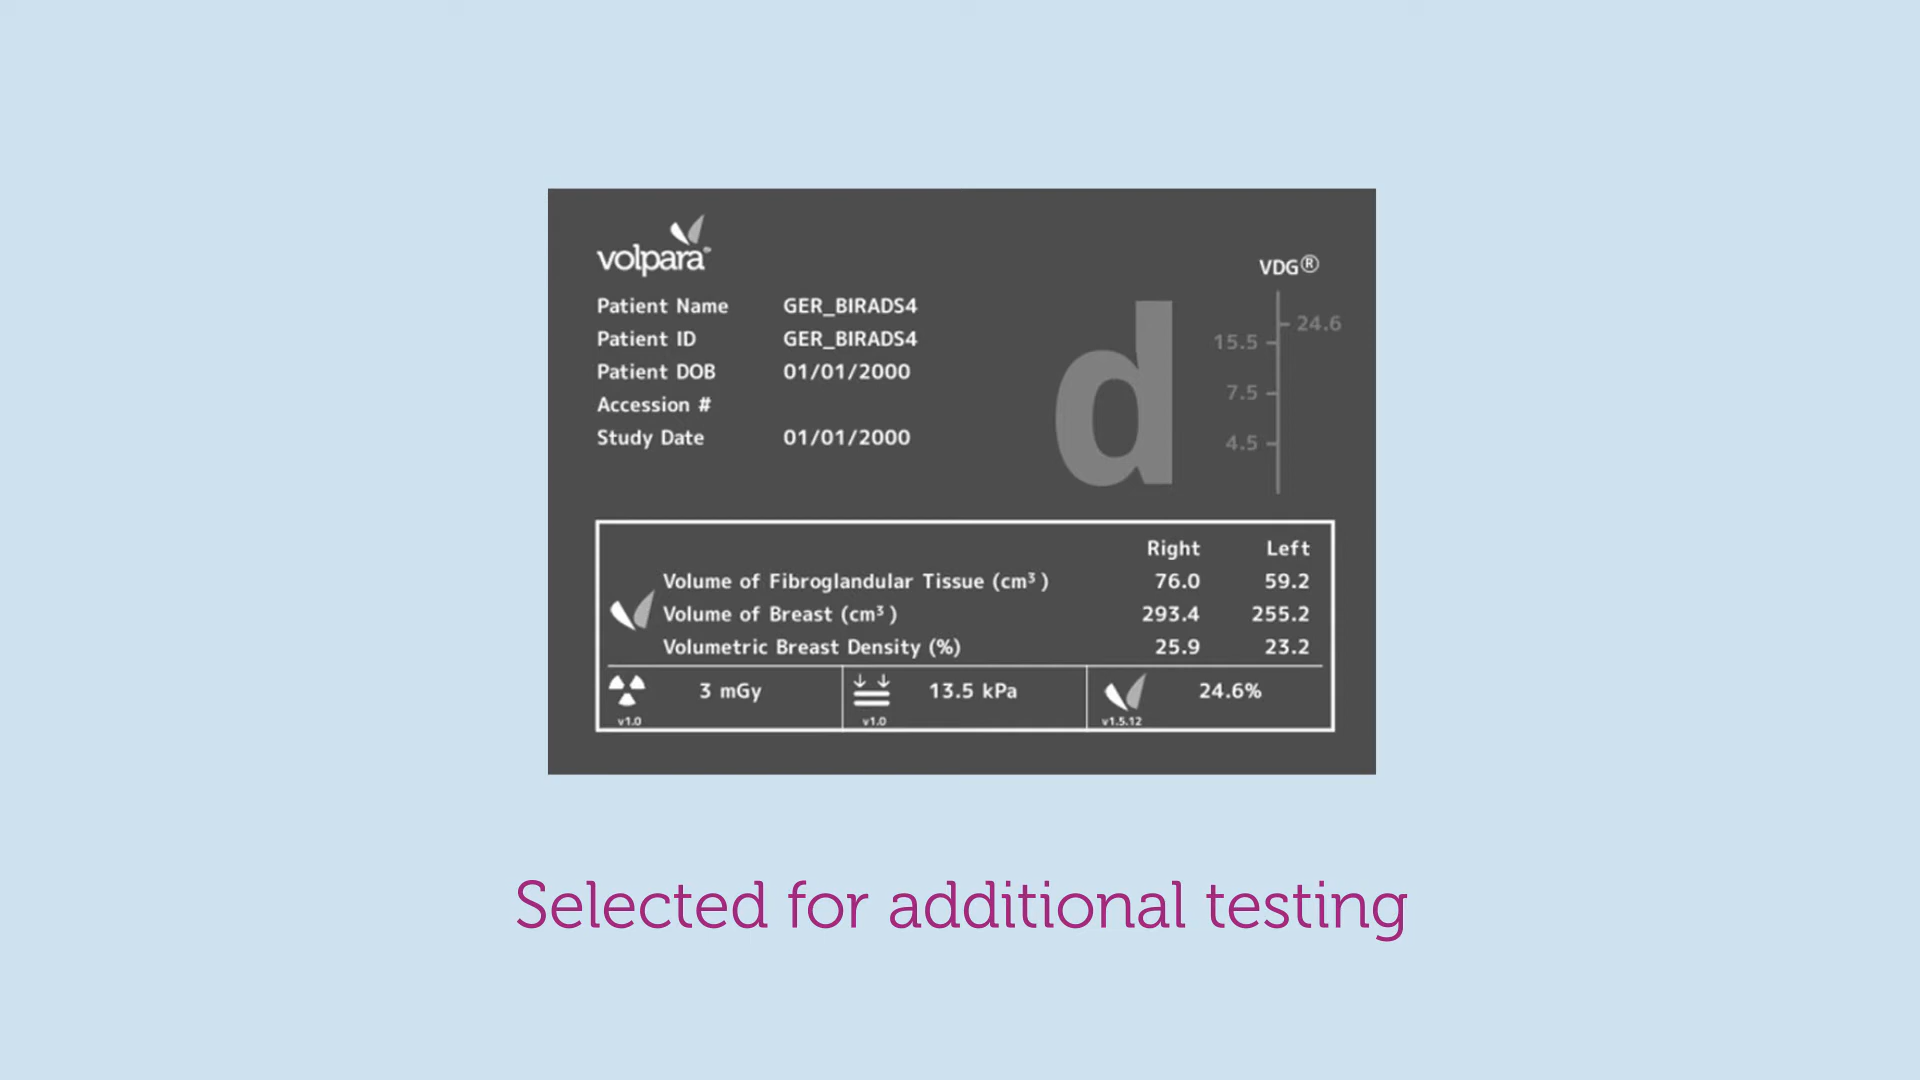 volpara™
VDG®
Patient Name GER_BIRADS4
Patient ID GER_BIRADS4
Patient DOB 01/01/2000
Accession #
Study Date 01/01/2000
d
24.6
15.5
7.5
4.5
Right Left
Volume of Fibroglandular Tissue (cm³) 76.0 59.2
Volume of Breast (cm³) 293.4 255.2
Volumetric Breast Density (%) 25.9 23.2
3 mGy 13.5 kPa 24.6%
v1.0 v1.0 v1.5.12
Selected for additional testing